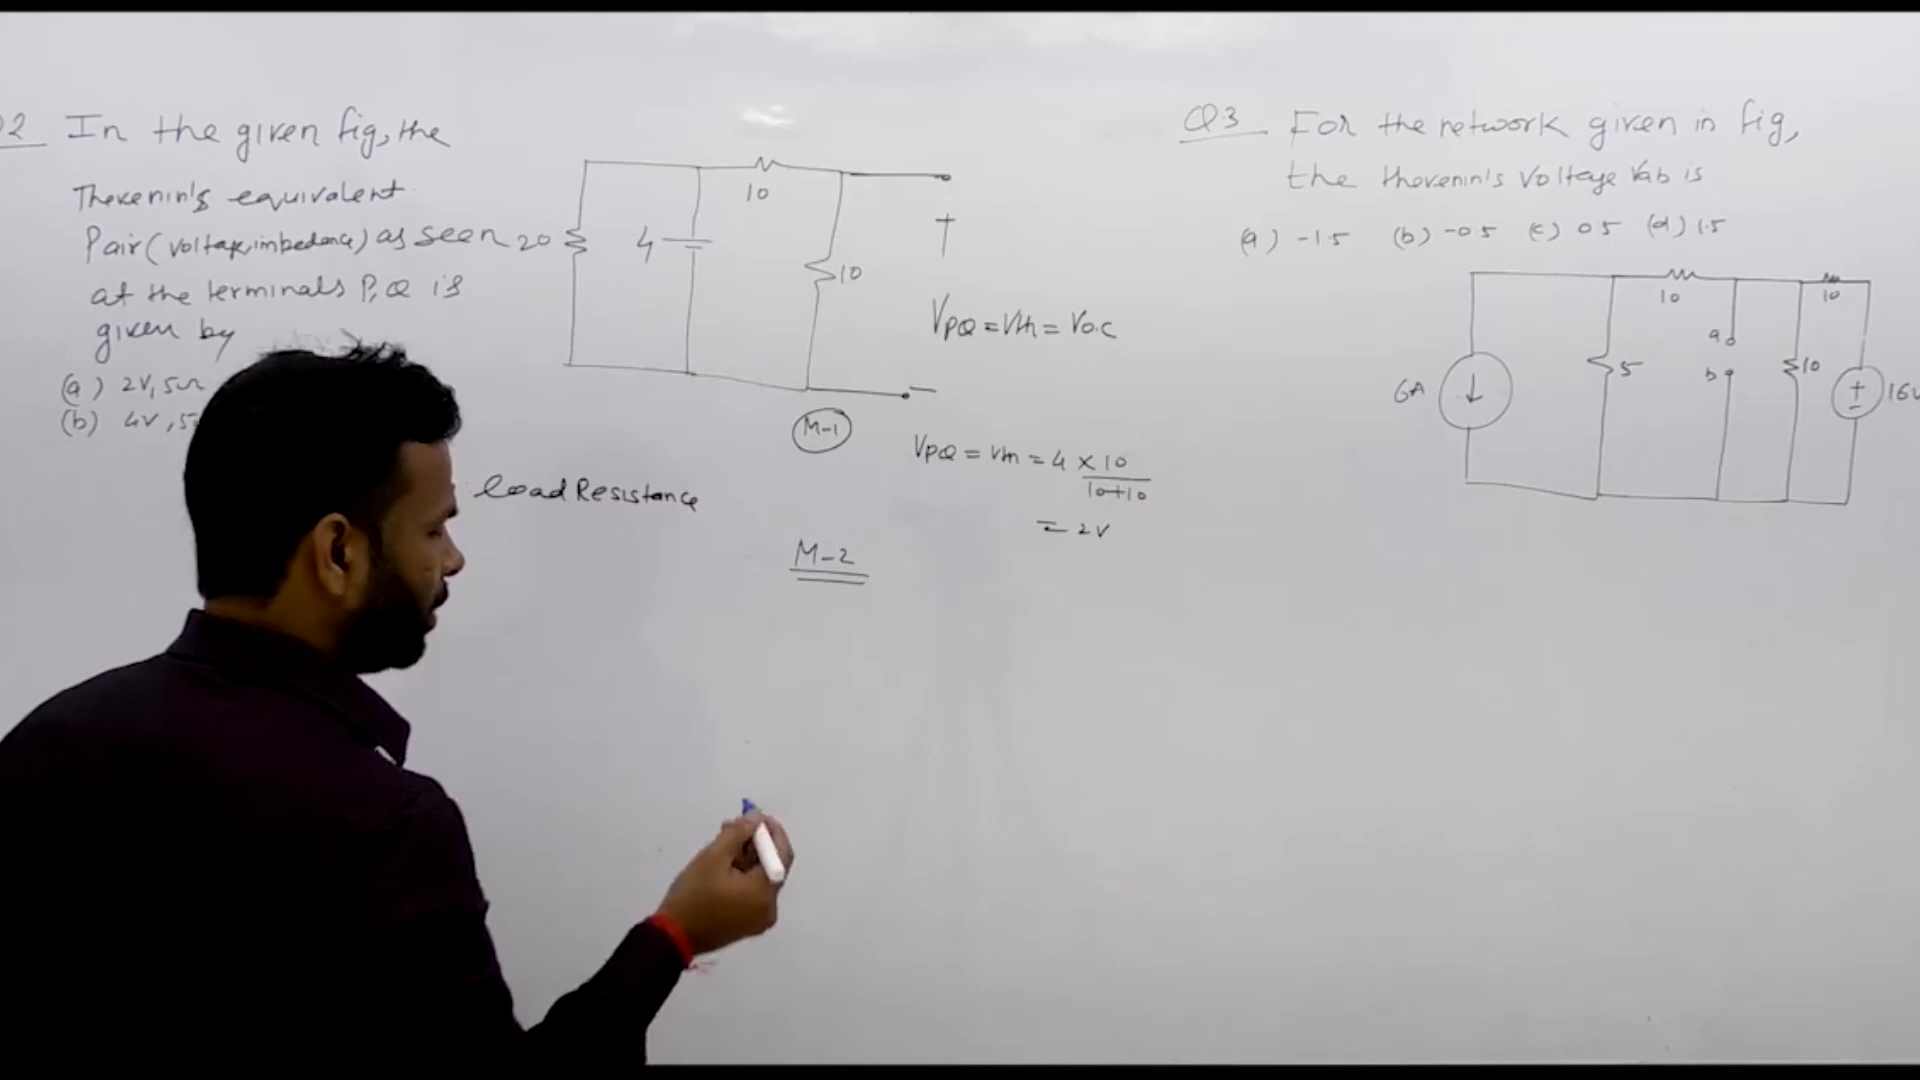 2 In the given fig, the
Thevenin's equivalent
Pair (voltage, imbedance) as seen
at the terminals P, Q is
given by
(a) 2V, 5Ω
(b) 4V, 5
20
4
10
10
+
VPQ = Vth = Vo.c
−
M-1
VPQ = Vth = 4 × 10
10+10
= 2V
load Resistance
M-2
Q3 For the network given in fig,
the thevenin's voltage Vab is
(a) -1.5 (b) -0.5 (c) 0.5 (d) 1.5
10
10
a
b
5
10
6A
+
−
16V